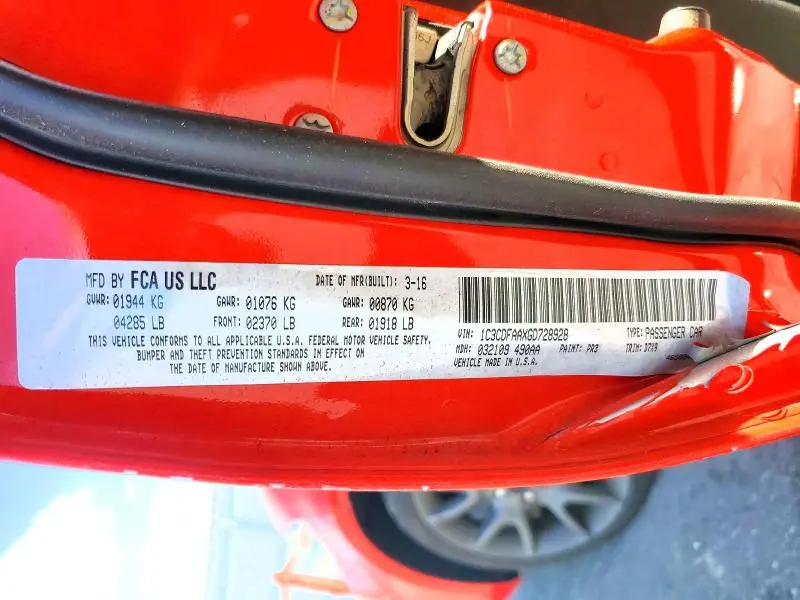 MFD BY FCA US LLC DATE OF MFR(BUILT): 3-16
GVWR: 01944 KG GAWR: 01076 KG GAWR: 00870 KG
04285 LB FRONT: 02370 LB REAR: 01918 LB
THIS VEHICLE CONFORMS TO ALL APPLICABLE U.S.A. FEDERAL MOTOR VEHICLE SAFETY,
BUMPER AND THEFT PREVENTION STANDARDS IN EFFECT ON
THE DATE OF MANUFACTURE SHOWN ABOVE.
VIN: 1C3CDFAAXGD728928 TYPE: PASSENGER CAR
MDH: 032109 490AA PAINT: PR3 TRIM: D7X9
VEHICLE MADE IN U.S.A.